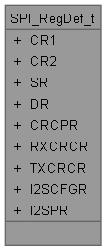 SPI_RegDef_t
+ CR1
+ CR2
+ SR
+ DR
+ CRCPR
+ RXCRCR
+ TXCRCR
+ I2SCFGR
+ I2SPR